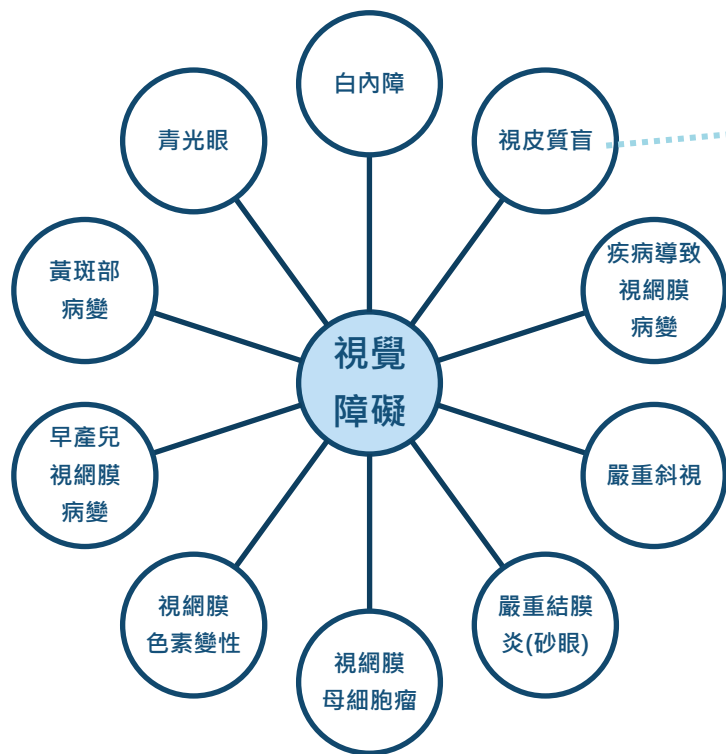 白內障
視皮質盲
疾病導致
視網膜
病變
嚴重斜視
嚴重結膜
炎(砂眼)
視網膜
母細胞瘤
視網膜
色素變性
早產兒
視網膜
病變
黃斑部
病變
青光眼
視覺
障礙